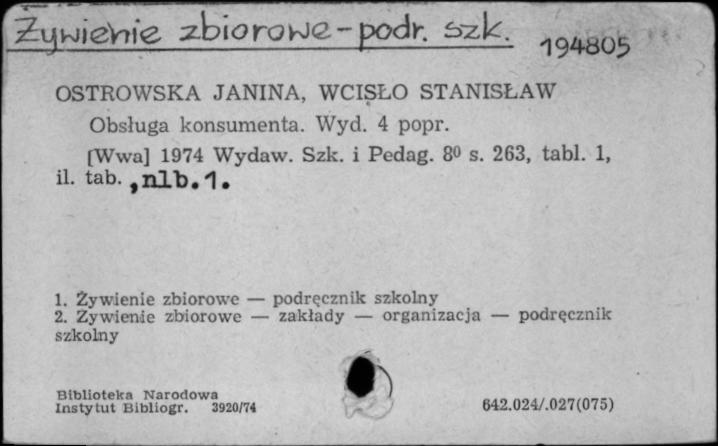 Żywienie zbiorowe - podr. szk.
194805
OSTROWSKA JANINA, WCISŁO STANISŁAW
Obsługa konsumenta. Wyd. 4 popr.
[Wwa] 1974 Wydaw. Szk. i Pedag. 8⁰ s. 263, tabl. 1,
il. tab. , nlb. 1.
1. Żywienie zbiorowe — podręcznik szkolny
2. Żywienie zbiorowe — zakłady — organizacja — podręcznik
szkolny
Biblioteka Narodowa
Instytut Bibliogr. 3920/74
642.024/.027(075)